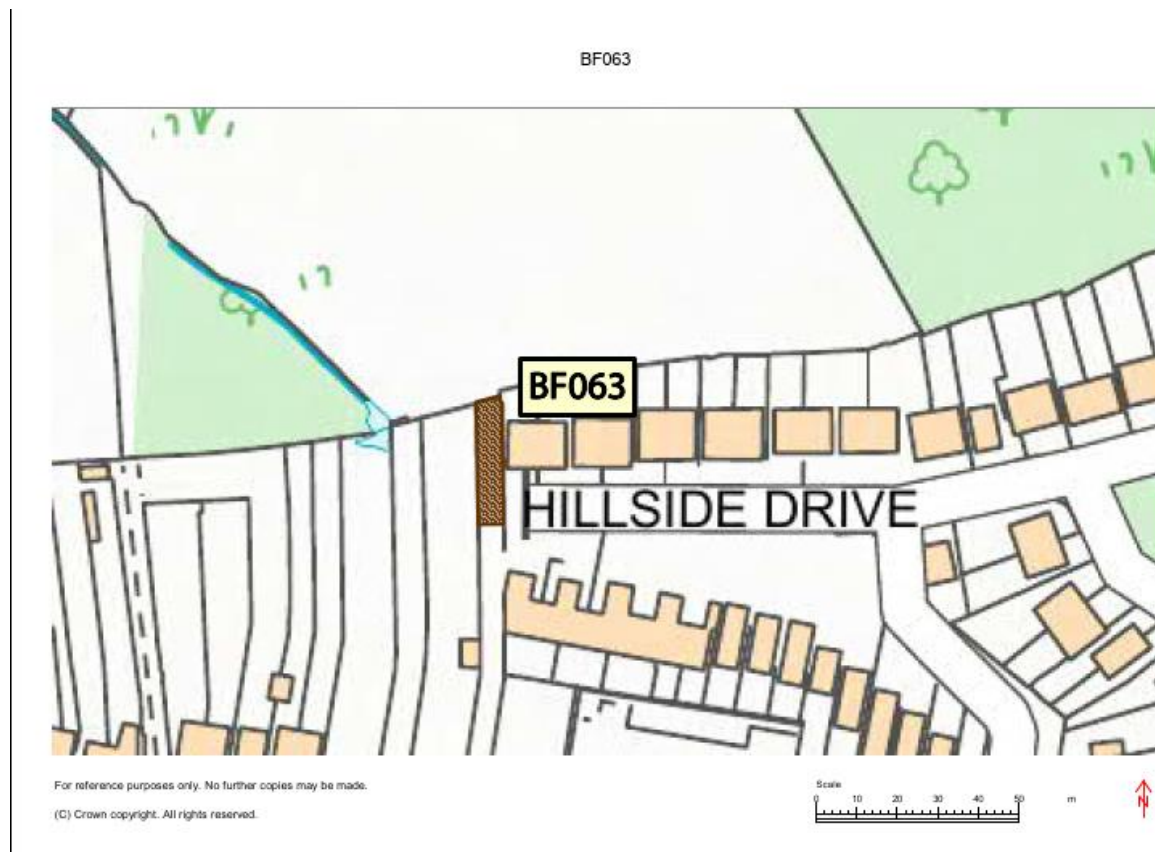 BF063
BF063
HILLSIDE DRIVE
For reference purposes only. No further copies may be made.
(C) Crown copyright. All rights reserved.
Scale
0 10 20 30 40 50 m
N